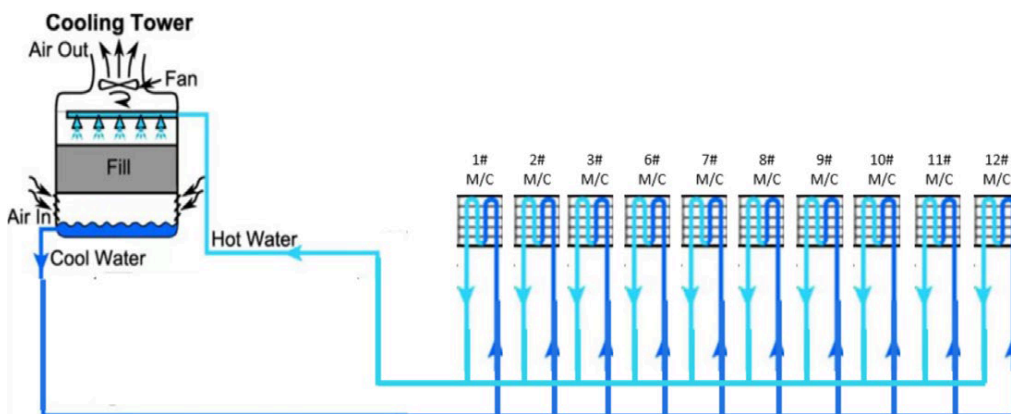 Cooling Tower
Air Out
Fan
Fill
Air In
Cool Water
Hot Water
1# 2# 3# 6# 7# 8# 9# 10# 11# 12#
M/C M/C M/C M/C M/C M/C M/C M/C M/C M/C